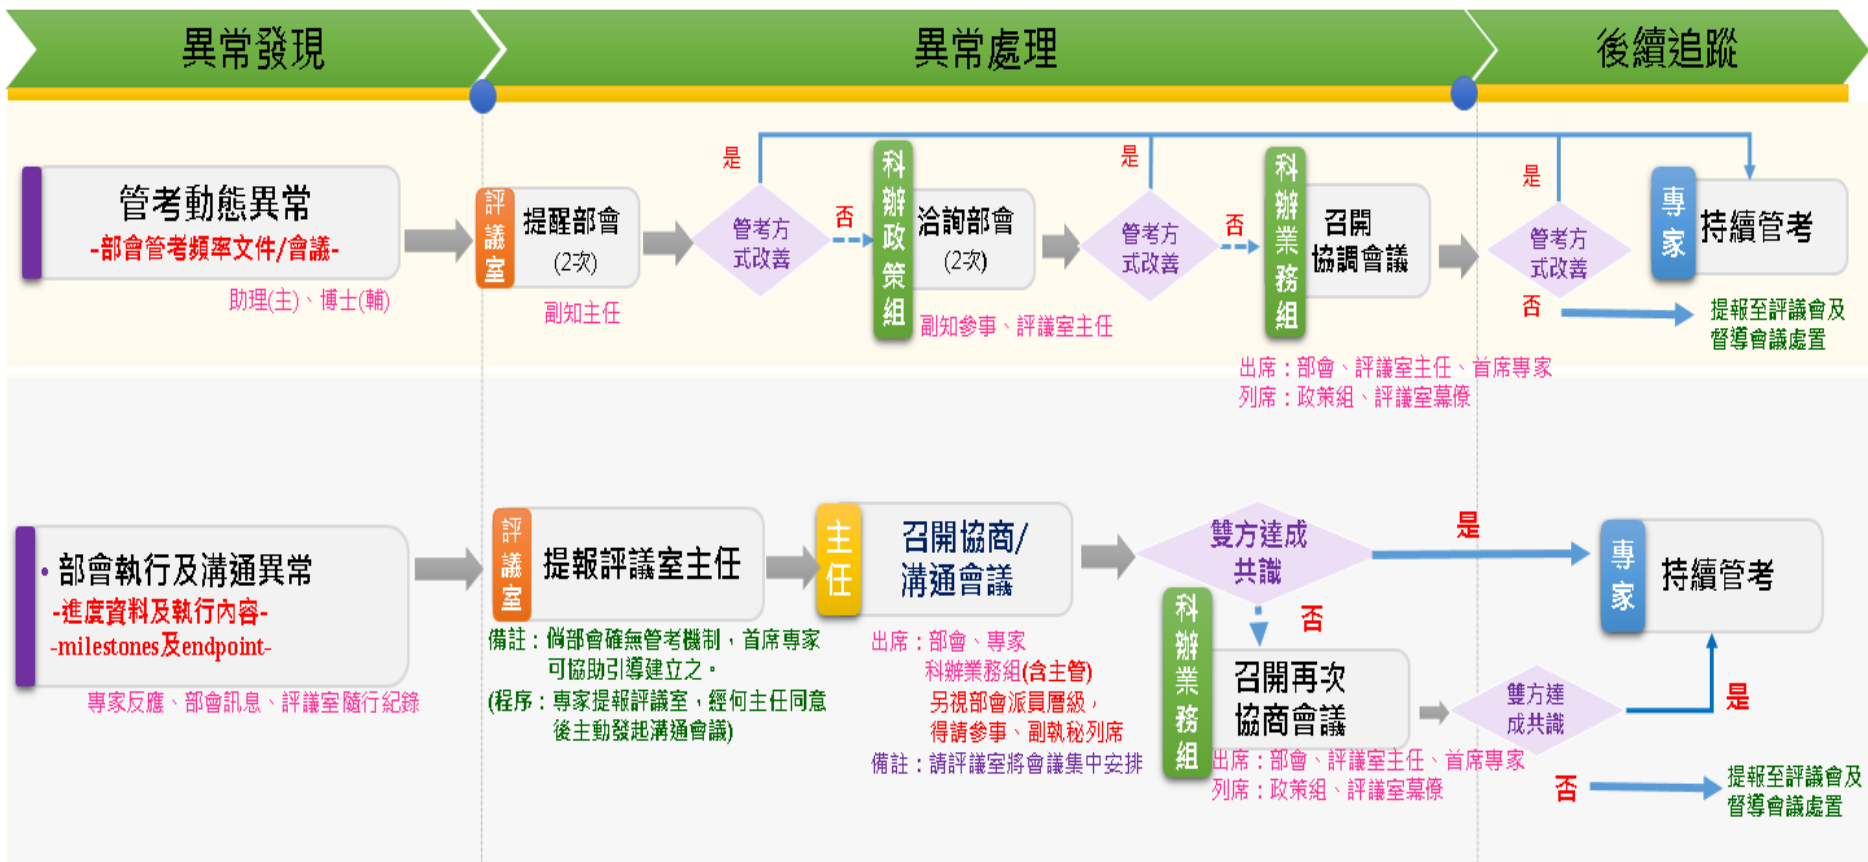 異常發現
異常處理
後續追蹤
管考動態異常
-部會管考頻率文件/會議-
助理(主)、博士(輔)
評議室
提醒部會
(2次)
副知主任
管考方
式改善
是
否
科辦政策組
洽詢部會
(2次)
副知參事、評議室主任
管考方
式改善
是
否
科辦業務組
召開
協調會議
出席：部會、評議室主任、首席專家
列席：政策組、評議室幕僚
管考方
式改善
是
否
專家
持續管考
提報至評議會及
督導會議處置
• 部會執行及溝通異常
-進度資料及執行內容-
-milestones及endpoint-
專家反應、部會訊息、評議室隨行紀錄
評議室
提報評議室主任
備註：倘部會確無管考機制，首席專家
可協助引導建立之。
(程序：專家提報評議室，經何主任同意
後主動發起溝通會議)
主任
召開協商/
溝通會議
出席：部會、專家
科辦業務組(含主管)
另視部會派員層級，
得請參事、副執秘列席
備註：請評議室將會議集中安排
雙方達成
共識
是
否
科辦業務組
召開再次
協商會議
出席：部會、評議室主任、首席專家
列席：政策組、評議室幕僚
雙方達
成共識
是
否
專家
持續管考
提報至評議會及
督導會議處置